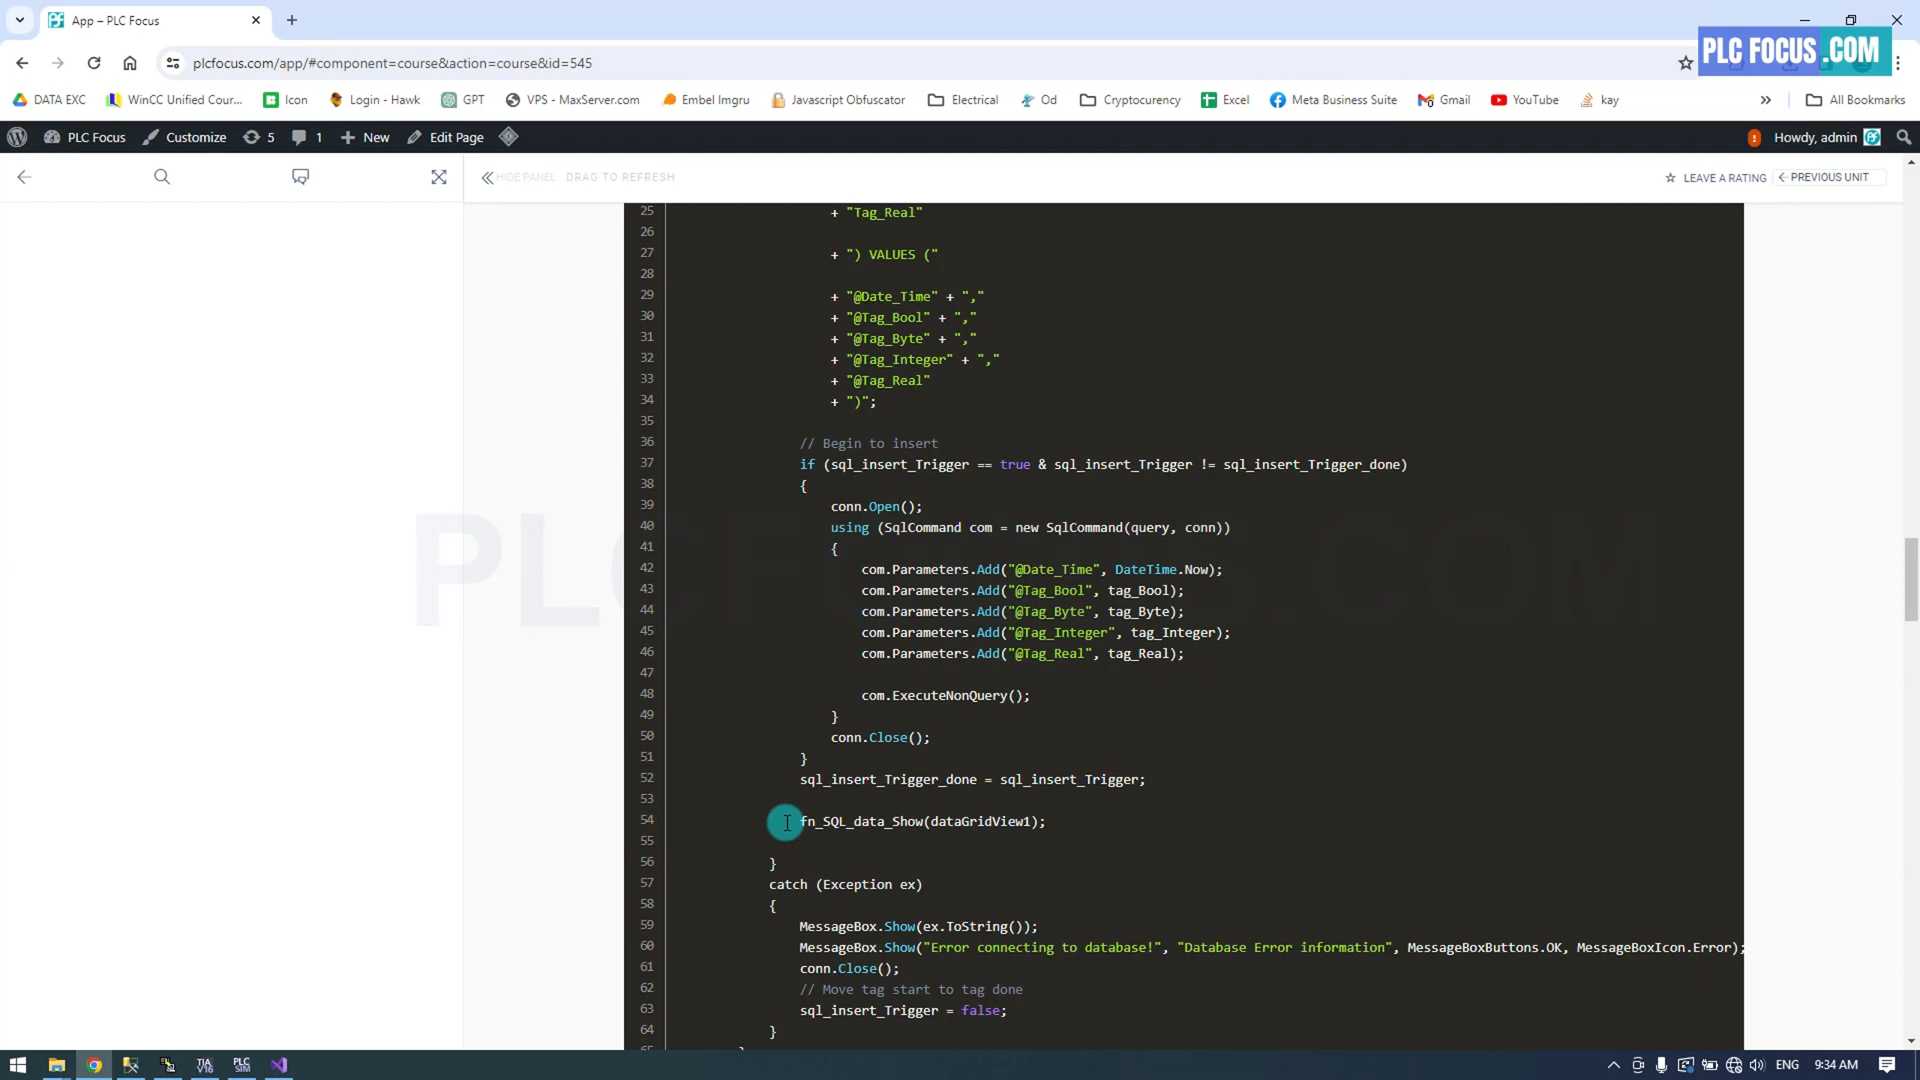 App – PLC Focus
PLC FOCUS .COM
plcfocus.com/app/#component=course&action=course&id=545
DATA EXC
WinCC Unified Cour...
Icon
Login - Hawk
GPT
VPS - MaxServer.com
Embel Imgru
Javascript Obfuscator
Electrical
Od
Cryptocurency
Excel
Meta Business Suite
Gmail
YouTube
kay
All Bookmarks
PLC Focus
Customize
5
1
New
Edit Page
Howdy, admin
HIDE PANEL
DRAG TO REFRESH
LEAVE A RATING
PREVIOUS UNIT
25 + "Tag_Real"
26
27 + ") VALUES ("
28
29 + "@Date_Time" + ","
30 + "@Tag_Bool" + ","
31 + "@Tag_Byte" + ","
32 + "@Tag_Integer" + ","
33 + "@Tag_Real"
34 + ")";
35
36 // Begin to insert
37 if (sql_insert_Trigger == true & sql_insert_Trigger != sql_insert_Trigger_done)
38 {
39 conn.Open();
40 using (SqlCommand com = new SqlCommand(query, conn))
41 {
42 com.Parameters.Add("@Date_Time", DateTime.Now);
43 com.Parameters.Add("@Tag_Bool", tag_Bool);
44 com.Parameters.Add("@Tag_Byte", tag_Byte);
45 com.Parameters.Add("@Tag_Integer", tag_Integer);
46 com.Parameters.Add("@Tag_Real", tag_Real);
47
48 com.ExecuteNonQuery();
49 }
50 conn.Close();
51 }
52 sql_insert_Trigger_done = sql_insert_Trigger;
53
54 fn_SQL_data_Show(dataGridView1);
55
56 }
57 catch (Exception ex)
58 {
59 MessageBox.Show(ex.ToString());
60 MessageBox.Show("Error connecting to database!", "Database Error information", MessageBoxButtons.OK, MessageBoxIcon.Error);
61 conn.Close();
62 // Move tag start to tag done
63 sql_insert_Trigger = false;
64 }
PLCFOCUS.COM
TIA V16
PLC SIM
ENG
9:34 AM